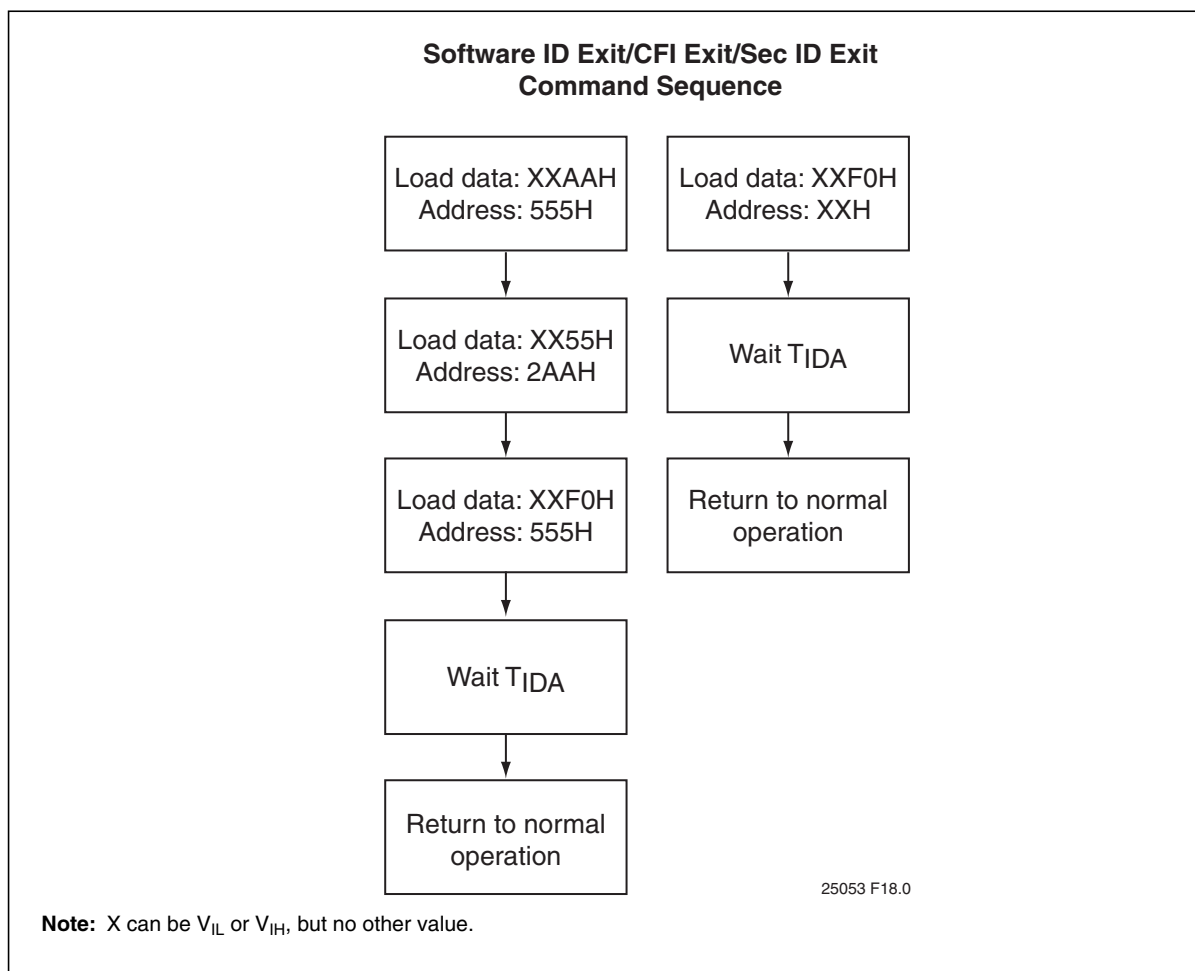 Software ID Exit/CFI Exit/Sec ID Exit
Command Sequence
Load data: XXAAH
Address: 555H
Load data: XX55H
Address: 2AAH
Load data: XXF0H
Address: 555H
Wait TIDA
Return to normal
operation
Load data: XXF0H
Address: XXH
Wait TIDA
Return to normal
operation
25053 F18.0
Note: X can be VIL or VIH, but no other value.